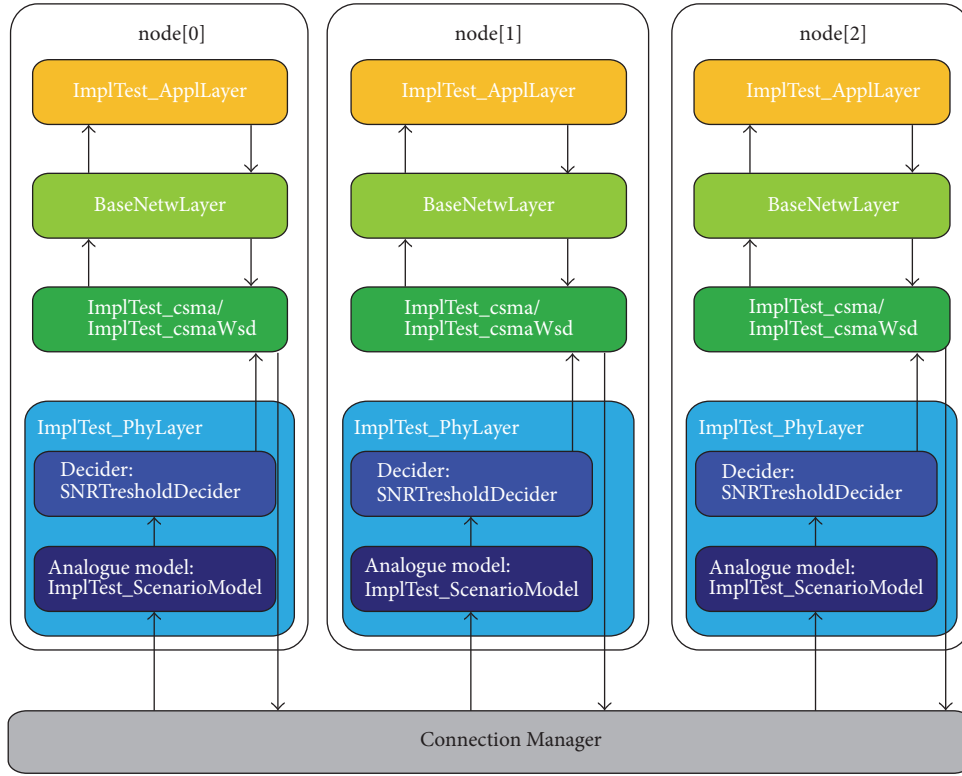 node[0]
ImplTest_ApplLayer
BaseNetwLayer
ImplTest_csma/
ImplTest_csmaWsd
ImplTest_PhyLayer
Decider:
SNRTresholdDecider
Analogue model:
ImplTest_ScenarioModel
node[1]
ImplTest_ApplLayer
BaseNetwLayer
ImplTest_csma/
ImplTest_csmaWsd
ImplTest_PhyLayer
Decider:
SNRTresholdDecider
Analogue model:
ImplTest_ScenarioModel
node[2]
ImplTest_ApplLayer
BaseNetwLayer
ImplTest_csma/
ImplTest_csmaWsd
ImplTest_PhyLayer
Decider:
SNRTresholdDecider
Analogue model:
ImplTest_ScenarioModel
Connection Manager